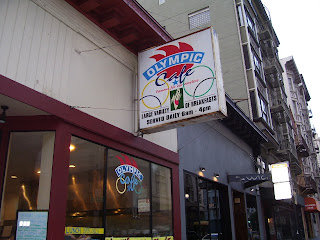 OLYMPIC
Cafe
LARGE VARIETY OF BREAKFASTS
SERVED DAILY 6am - 4pm
OLYMPIC
Cafe